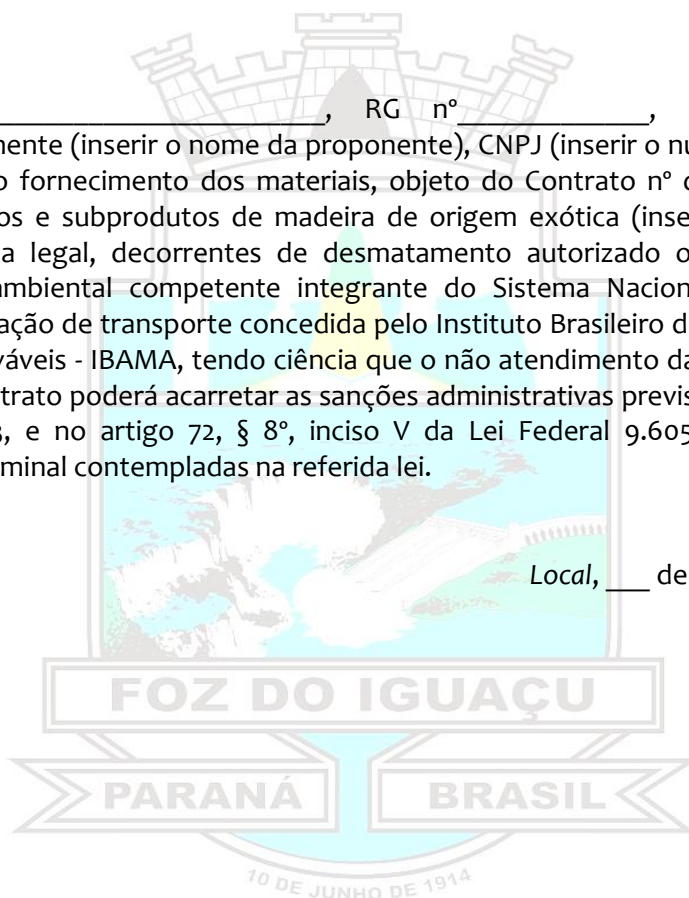 ______________________, RG nº_____________,
nente (inserir o nome da proponente), CNPJ (inserir o nu
o fornecimento dos materiais, objeto do Contrato nº
os e subprodutos de madeira de origem exótica (inse
a legal, decorrentes de desmatamento autorizado o
ambiental competente integrante do Sistema Nacion
ação de transporte concedida pelo Instituto Brasileiro d
váveis - IBAMA, tendo ciência que o não atendimento da
trato poderá acarretar as sanções administrativas previs
3, e no artigo 72, § 8º, inciso V da Lei Federal 9.605
minal contempladas na referida lei.
Local, ___ de
FOZ DO IGUAÇU
PARANÁ BRASIL
10 DE JUNHO DE 1914